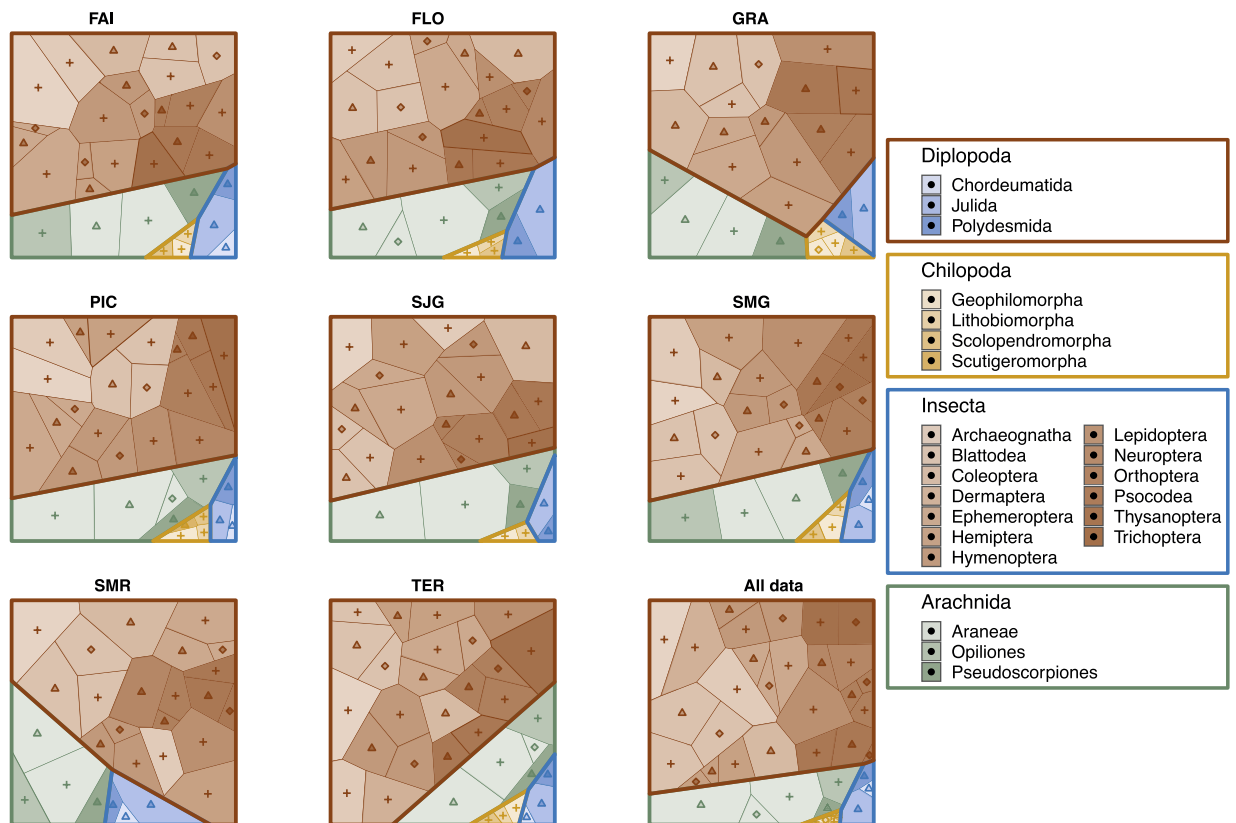 FAI
FLO
GRA
PIC
SJG
SMG
SMR
TER
All data
Diplopoda
Chordeumatida
Julida
Polydesmida
Chilopoda
Geophilomorpha
Lithobiomorpha
Scolopendromorpha
Scutigeromorpha
Insecta
Archaeognatha
Blattodea
Coleoptera
Dermaptera
Ephemeroptera
Hemiptera
Hymenoptera
Lepidoptera
Neuroptera
Orthoptera
Psocodea
Thysanoptera
Trichoptera
Arachnida
Araneae
Opiliones
Pseudoscorpiones